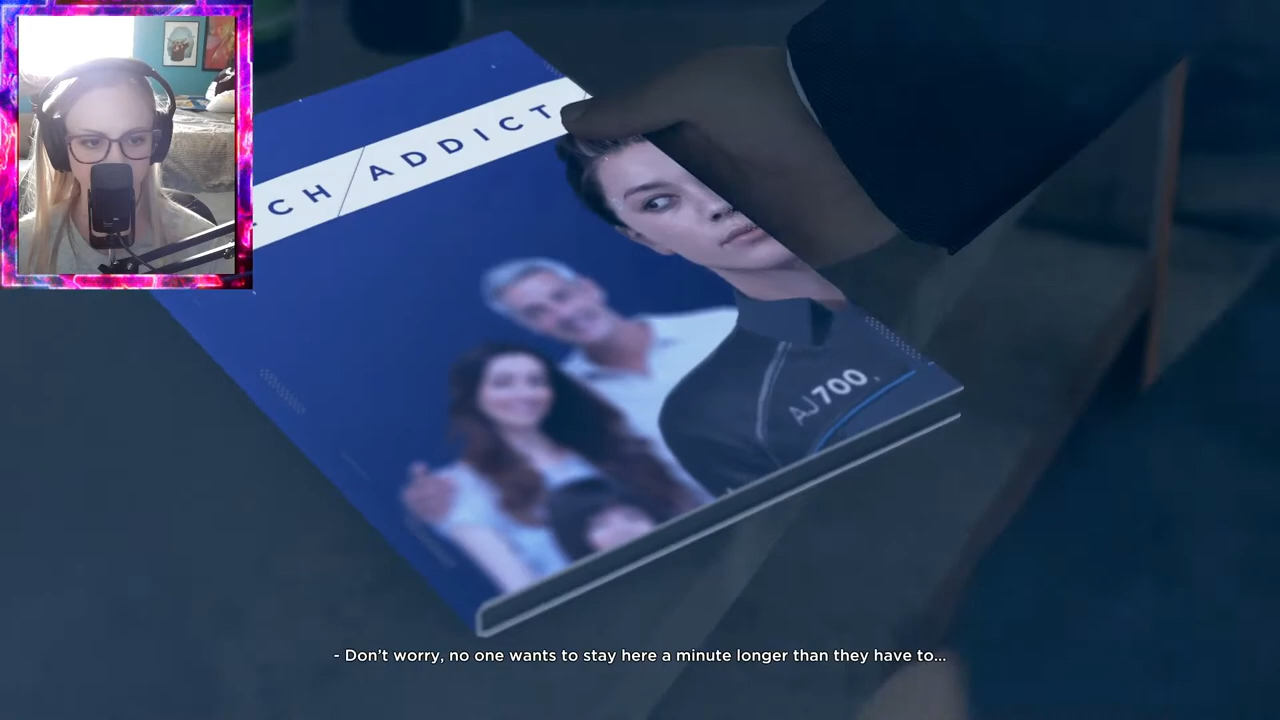 CH / ADDICT
AJ700
- Don't worry, no one wants to stay here a minute longer than they have to...